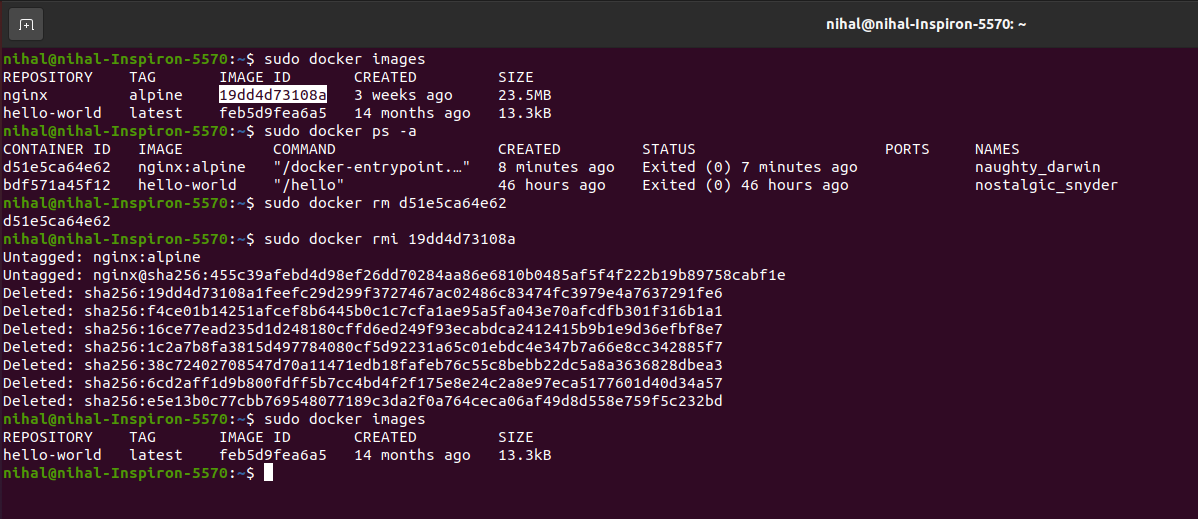 nihal@nihal-Inspiron-5570: ~
nihal@nihal-Inspiron-5570:~$ sudo docker images
REPOSITORY    TAG       IMAGE ID       CREATED         SIZE
nginx         alpine    19dd4d73108a   3 weeks ago     23.5MB
hello-world   latest    feb5d9fea6a5   14 months ago   13.3kB
nihal@nihal-Inspiron-5570:~$ sudo docker ps -a
CONTAINER ID   IMAGE          COMMAND                  CREATED         STATUS                     PORTS     NAMES
d51e5ca64e62   nginx:alpine   "/docker-entrypoint.…"   8 minutes ago   Exited (0) 7 minutes ago             naughty_darwin
bdf571a45f12   hello-world    "/hello"                 46 hours ago    Exited (0) 46 hours ago              nostalgic_snyder
nihal@nihal-Inspiron-5570:~$ sudo docker rm d51e5ca64e62
d51e5ca64e62
nihal@nihal-Inspiron-5570:~$ sudo docker rmi 19dd4d73108a
Untagged: nginx:alpine
Untagged: nginx@sha256:455c39afebd4d98ef26dd70284aa86e6810b0485af5f4f222b19b89758cabf1e
Deleted: sha256:19dd4d73108a1feefc29d299f3727467ac02486c83474fc3979e4a7637291fe6
Deleted: sha256:f4ce01b14251afcef8b6445b0c1c7cfa1ae95a5fa043e70afcdfb301f316b1a1
Deleted: sha256:16ce77ead235d1d248180cffd6ed249f93ecabdca2412415b9b1e9d36efbf8e7
Deleted: sha256:1c2a7b8fa3815d497784080cf5d92231a65c01ebdc4e347b7a66e8cc342885f7
Deleted: sha256:38c72402708547d70a11471edb18fafeb76c55c8bebb22dc5a8a3636828dbea3
Deleted: sha256:6cd2aff1d9b800fdff5b7cc4bd4f2f175e8e24c2a8e97eca5177601d40d34a57
Deleted: sha256:e5e13b0c77cbb769548077189c3da2f0a764ceca06af49d8d558e759f5c232bd
nihal@nihal-Inspiron-5570:~$ sudo docker images
REPOSITORY    TAG       IMAGE ID       CREATED         SIZE
hello-world   latest    feb5d9fea6a5   14 months ago   13.3kB
nihal@nihal-Inspiron-5570:~$